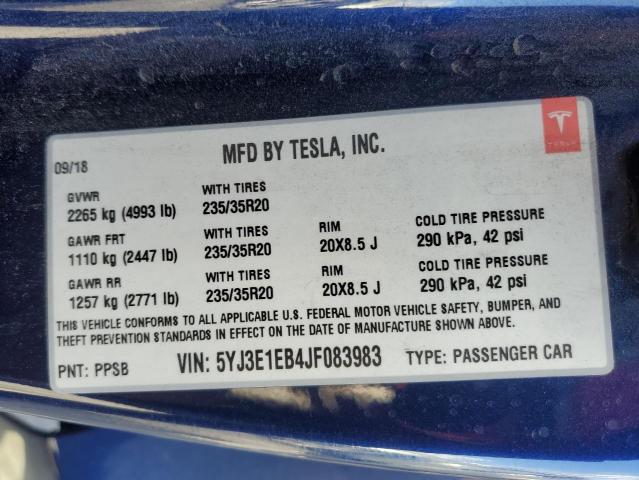 09/18
MFD BY TESLA, INC.
TESLA
GVWR
2265 kg (4993 lb)
WITH TIRES
235/35R20
GAWR FRT
1110 kg (2447 lb)
WITH TIRES
235/35R20
RIM
20X8.5 J
COLD TIRE PRESSURE
290 kPa, 42 psi
GAWR RR
1257 kg (2771 lb)
WITH TIRES
235/35R20
RIM
20X8.5 J
COLD TIRE PRESSURE
290 kPa, 42 psi
THIS VEHICLE CONFORMS TO ALL APPLICABLE U.S. FEDERAL MOTOR VEHICLE SAFETY, BUMPER, AND
THEFT PREVENTION STANDARDS IN EFFECT ON THE DATE OF MANUFACTURE SHOWN ABOVE.
PNT: PPSB VIN: 5YJ3E1EB4JF083983 TYPE: PASSENGER CAR